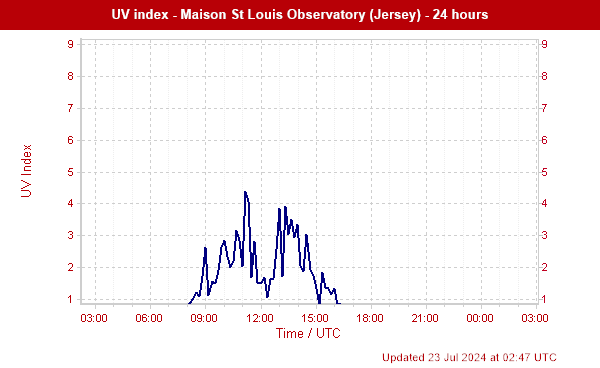 UV index - Maison St Louis Observatory (Jersey) - 24 hours
9 9
8 8
7 7
6 6
5 5
4 4
3 3
2 2
1 1
UV Index
03:00 06:00 09:00 12:00 15:00 18:00 21:00 00:00 03:00
Time / UTC
Updated 23 Jul 2024 at 02:47 UTC